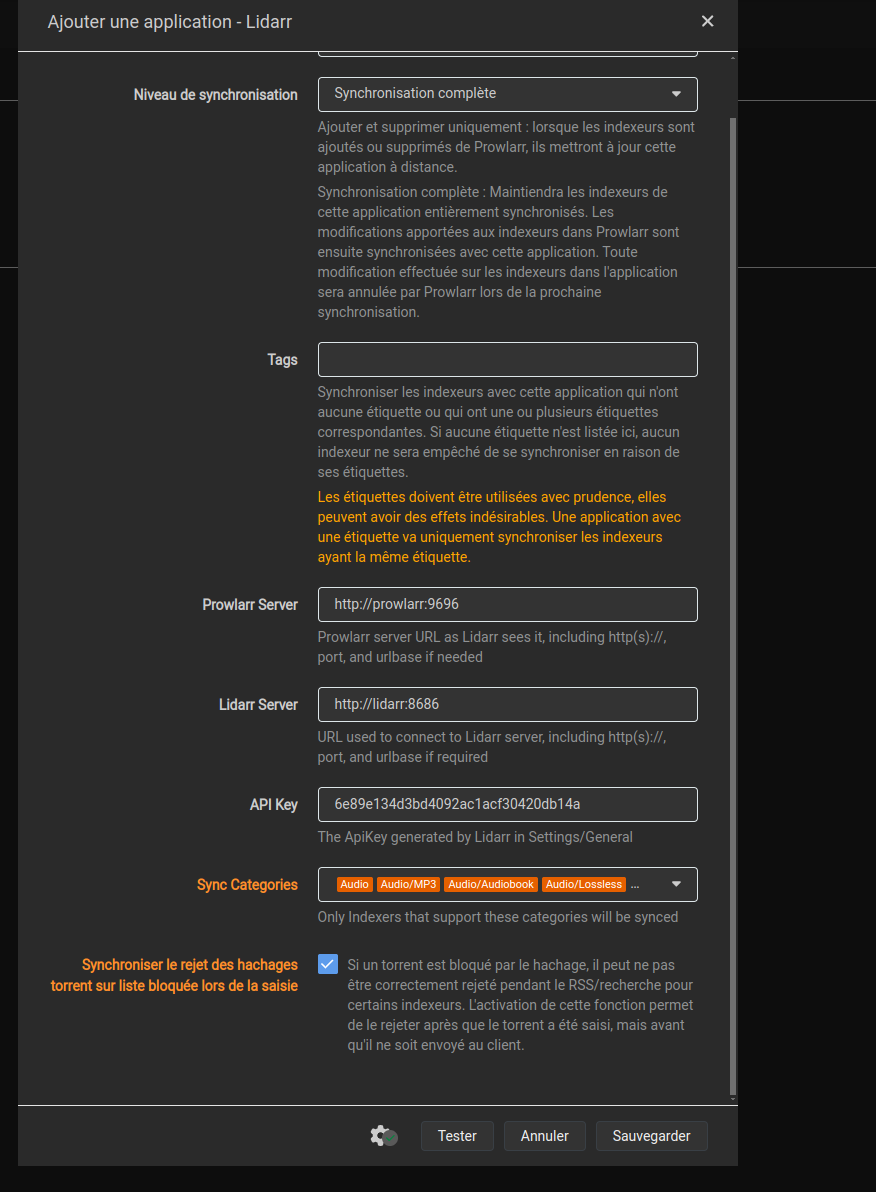 Ajouter une application - Lidarr
Niveau de synchronisation
Synchronisation complète
Ajouter et supprimer uniquement : lorsque les indexeurs sont
ajoutés ou supprimés de Prowlarr, ils mettront à jour cette
application à distance.
Synchronisation complète : Maintiendra les indexeurs de
cette application entièrement synchronisés. Les
modifications apportées aux indexeurs dans Prowlarr sont
ensuite synchronisées avec cette application. Toute
modification effectuée sur les indexeurs dans l'application
sera annulée par Prowlarr lors de la prochaine
synchronisation.
Tags
Synchroniser les indexeurs avec cette application qui n'ont
aucune étiquette ou qui ont une ou plusieurs étiquettes
correspondantes. Si aucune étiquette n'est listée ici, aucun
indexeur ne sera empêché de se synchroniser en raison de
ses étiquettes.
Les étiquettes doivent être utilisées avec prudence, elles
peuvent avoir des effets indésirables. Une application avec
une étiquette va uniquement synchroniser les indexeurs
ayant la même étiquette.
Prowlarr Server
http://prowlarr:9696
Prowlarr server URL as Lidarr sees it, including http(s)://,
port, and urlbase if needed
Lidarr Server
http://lidarr:8686
URL used to connect to Lidarr server, including http(s)://,
port, and urlbase if required
API Key
6e89e134d3bd4092ac1acf30420db14a
The ApiKey generated by Lidarr in Settings/General
Sync Categories
Audio Audio/MP3 Audio/Audiobook Audio/Lossless ...
Only Indexers that support these categories will be synced
Synchroniser le rejet des hachages
torrent sur liste bloquée lors de la saisie
Si un torrent est bloqué par le hachage, il peut ne pas
être correctement rejeté pendant le RSS/recherche pour
certains indexeurs. L'activation de cette fonction permet
de le rejeter après que le torrent a été saisi, mais avant
qu'il ne soit envoyé au client.
Tester
Annuler
Sauvegarder